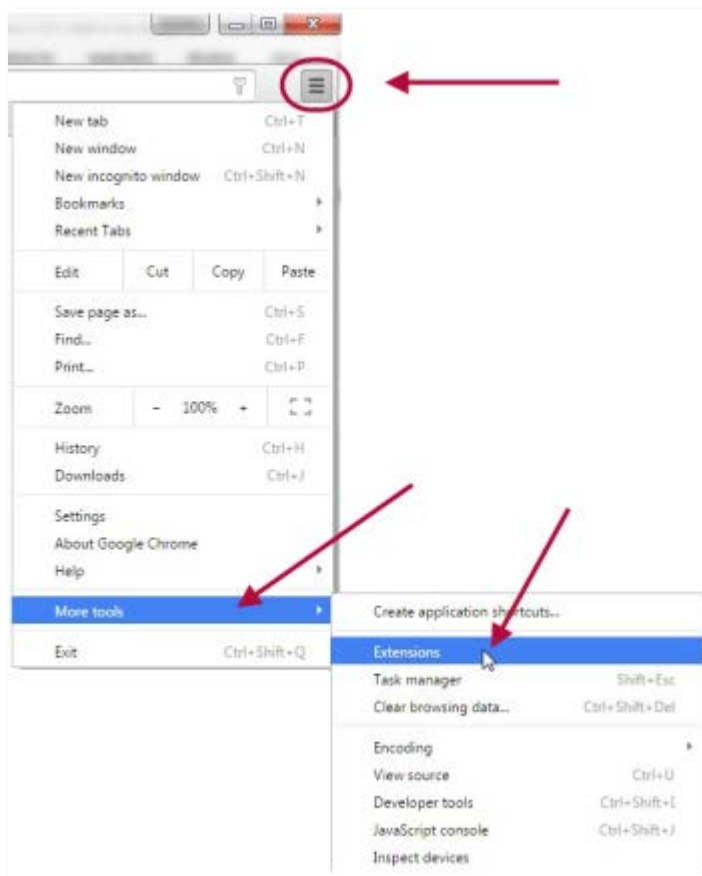 New tab Ctrl+T
New window Ctrl+N
New incognito window Ctrl+Shift+N
Bookmarks
Recent Tabs
Edit Cut Copy Paste
Save page as... Ctrl+S
Find... Ctrl+F
Print... Ctrl+P
Zoom - 100% +
History Ctrl+H
Downloads Ctrl+J
Settings
About Google Chrome
Help
More tools
Exit Ctrl+Shift+Q
Create application shortcuts...
Extensions
Task manager Shift+Esc
Clear browsing data... Ctrl+Shift+Del
Encoding
View source Ctrl+U
Developer tools Ctrl+Shift+I
JavaScript console Ctrl+Shift+J
Inspect devices